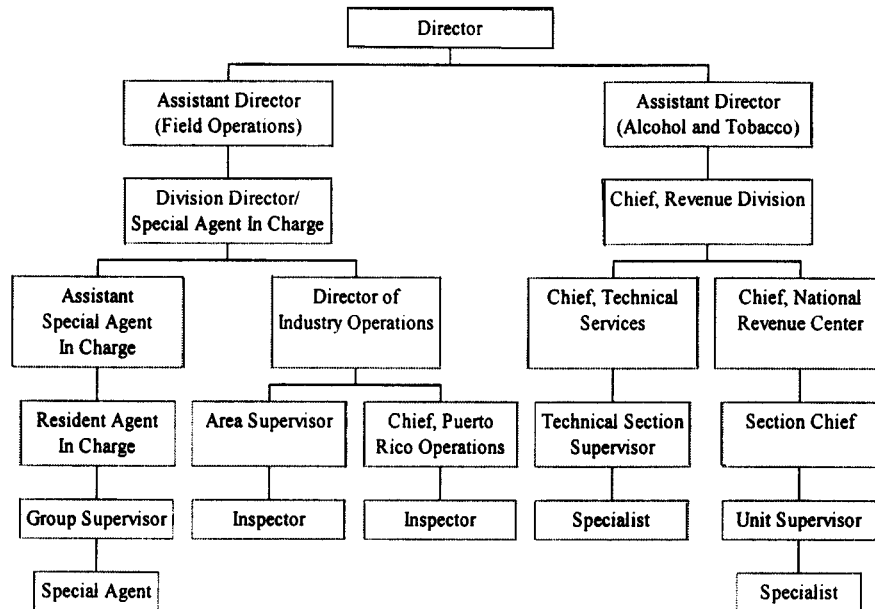 Director
Assistant Director
(Field Operations)
Assistant Director
(Alcohol and Tobacco)
Division Director/
Special Agent In Charge
Chief, Revenue Division
Assistant
Special Agent
In Charge
Director of
Industry Operations
Chief, Technical
Services
Chief, National
Revenue Center
Resident Agent
In Charge
Area Supervisor
Chief, Puerto
Rico Operations
Technical Section
Supervisor
Section Chief
Group Supervisor
Inspector
Inspector
Specialist
Unit Supervisor
Special Agent
Specialist